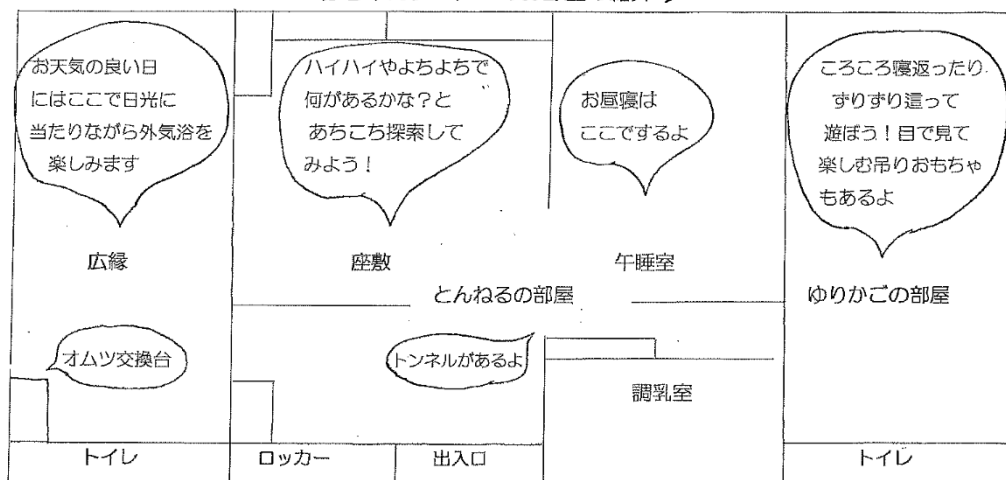 お天気の良い日
にはここで日光に
当たりながら外気浴を
楽しみます
ハイハイやよちよちで
何があるかな？と
あちこち探索して
みよう！
お昼寝は
ここでするよ
ころころ寝返ったり
ずりずり這って
遊ぼう！目で見て
楽しむ吊りおもちゃ
もあるよ
広縁
座敷
午睡室
とんねるの部屋
ゆりかごの部屋
オムツ交換台
トンネルがあるよ
調乳室
トイレ
ロッカー
出入口
トイレ